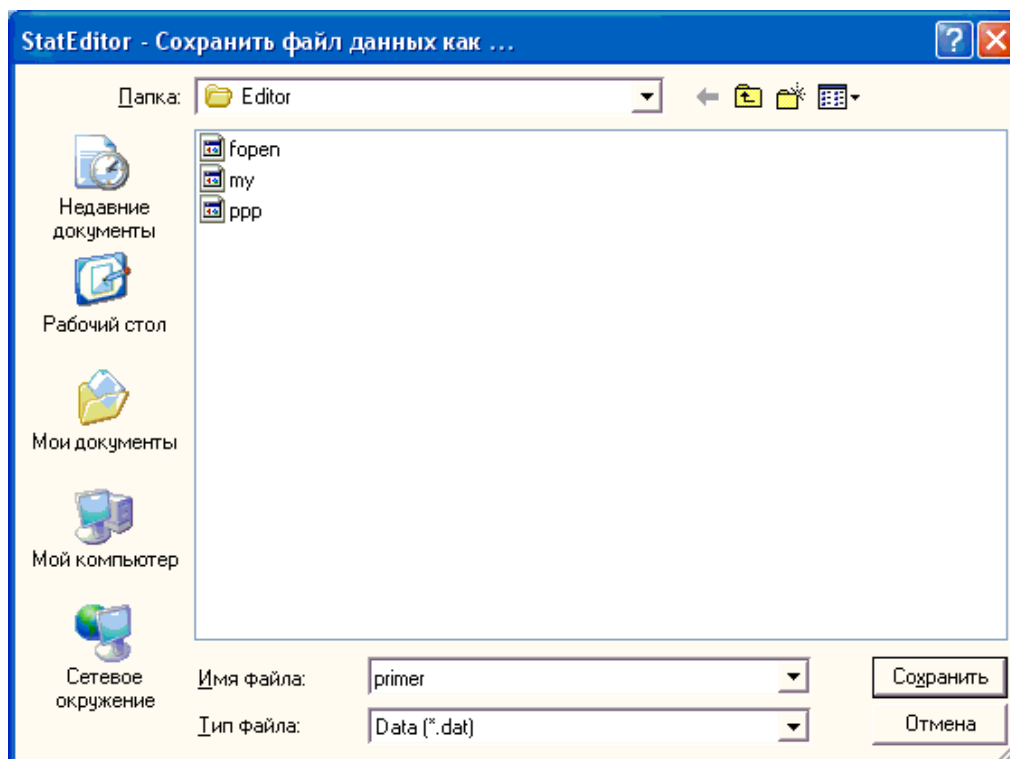 StatEditor - Сохранить файл данных как ...
Папка:
Editor
fopen
my
ppp
Недавние
документы
Рабочий стол
Мои документы
Мой компьютер
Сетевое
окружение
Имя файла:
primer
Сохранить
Тип файла:
Data (*.dat)
Отмена